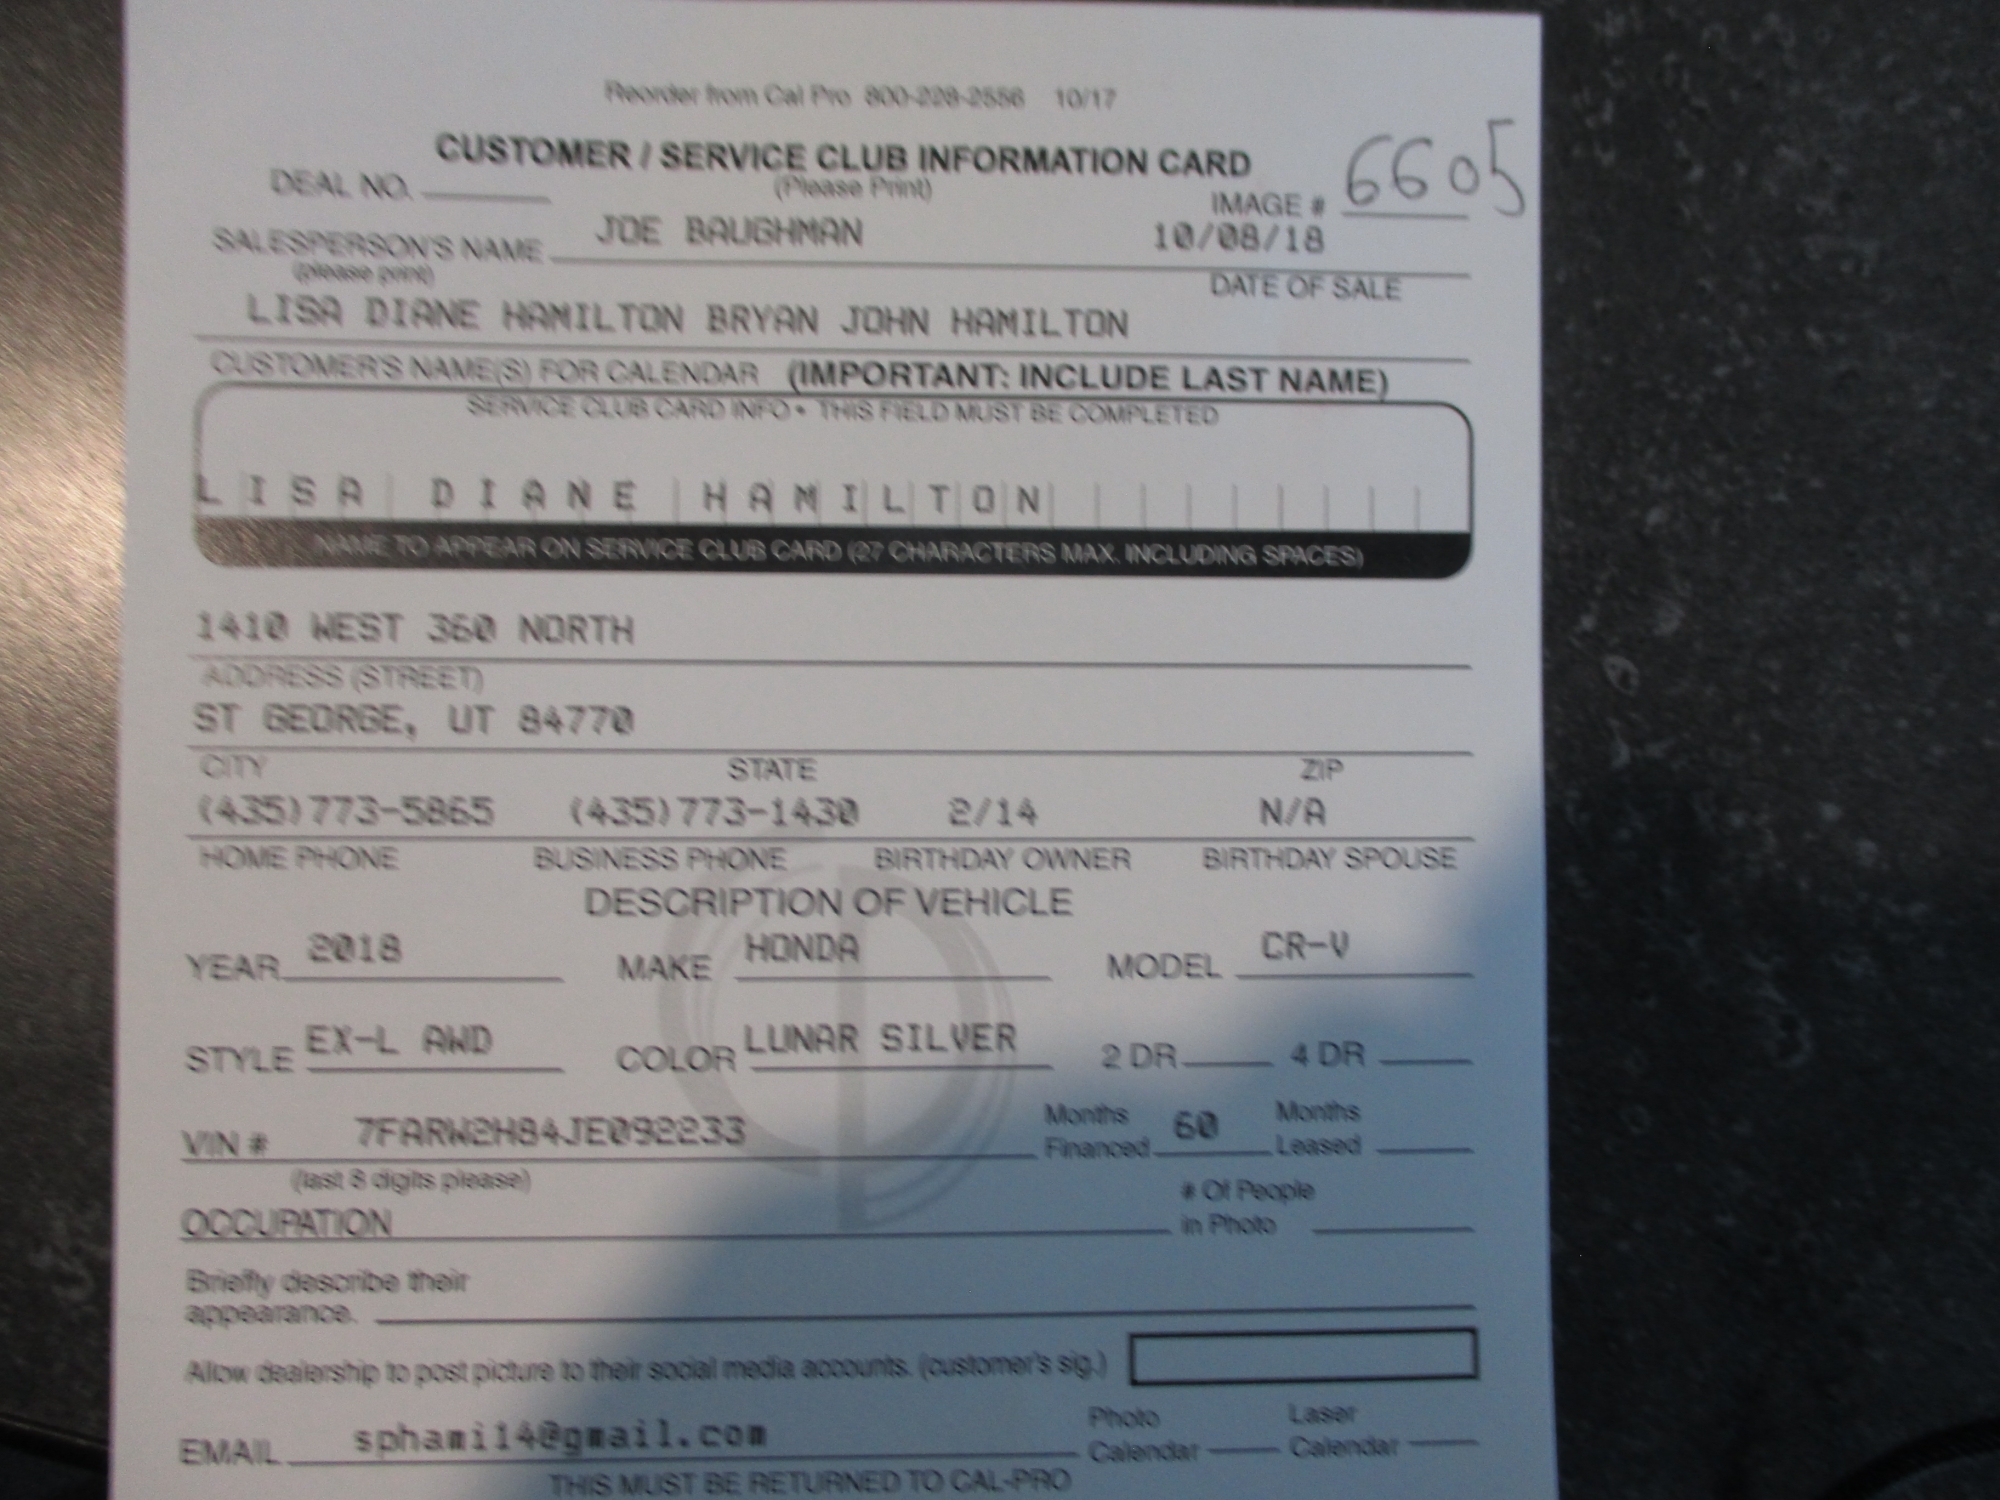 Reorder from Cal Pro 800-228-2556 10/17
CUSTOMER / SERVICE CLUB INFORMATION CARD
(Please Print)
DEAL NO. IMAGE # 6605
SALESPERSON'S NAME JOE BAUGHMAN 10/08/18
(please print) DATE OF SALE
LISA DIANE HAMILTON BRYAN JOHN HAMILTON
CUSTOMER'S NAME(S) FOR CALENDAR (IMPORTANT: INCLUDE LAST NAME)
SERVICE CLUB CARD INFO • THIS FIELD MUST BE COMPLETED
LISA DIANE HAMILTON
NAME TO APPEAR ON SERVICE CLUB CARD (27 CHARACTERS MAX. INCLUDING SPACES)
1410 WEST 360 NORTH
ADDRESS (STREET)
ST GEORGE, UT 84770
CITY STATE ZIP
(435)773-5865 (435)773-1430 2/14 N/A
HOME PHONE BUSINESS PHONE BIRTHDAY OWNER BIRTHDAY SPOUSE
DESCRIPTION OF VEHICLE
YEAR 2018 MAKE HONDA MODEL CR-V
STYLE EX-L AWD COLOR LUNAR SILVER 2 DR 4 DR
VIN # 7FARW2H84JE092233 Months Financed 60 Months Leased
(last 8 digits please)
OCCUPATION # Of People in Photo
Briefly describe their
appearance.
Allow dealership to post picture to their social media accounts. (customer's sig.)
EMAIL sphami14@gmail.com Photo Calendar Laser Calendar
THIS MUST BE RETURNED TO CAL-PRO